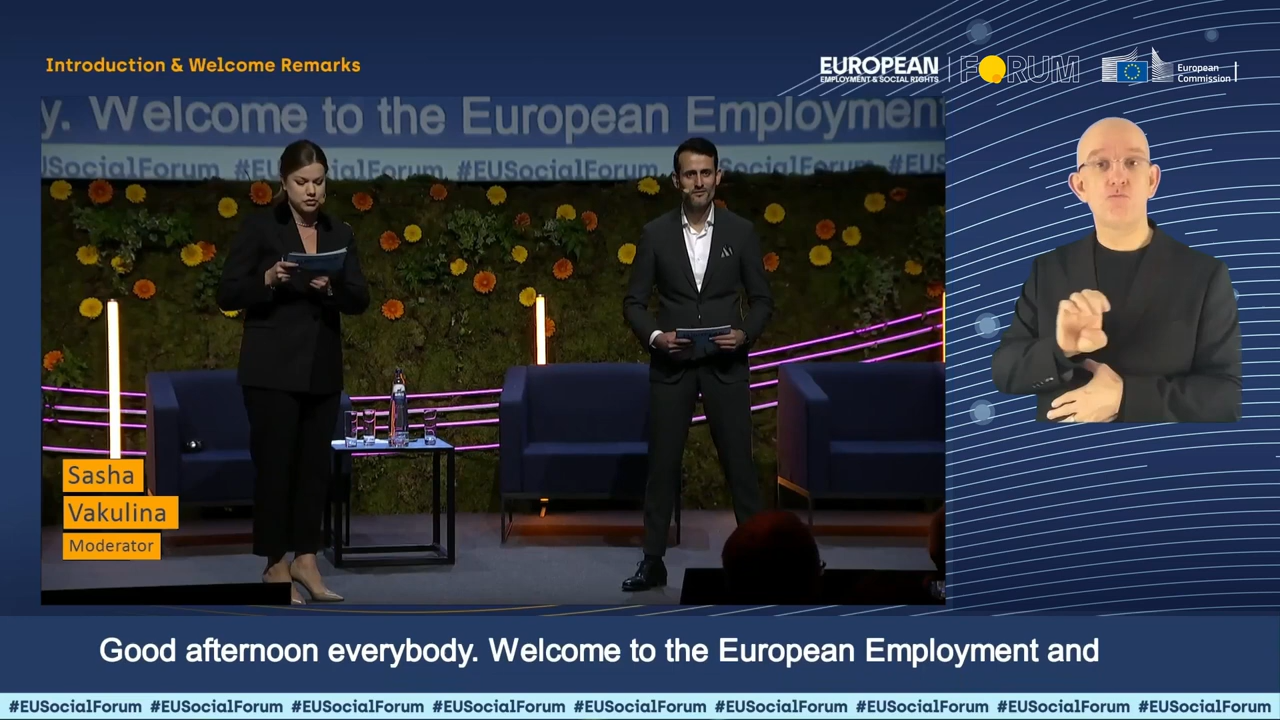 Introduction & Welcome Remarks
EUROPEAN
EMPLOYMENT & SOCIAL RIGHTS
FORUM
European
Commission
y. Welcome to the European Employment
#EUSocialForum #EUSocialForum #EUSocialForum
Sasha
Vakulina
Moderator
Good afternoon everybody. Welcome to the European Employment and
#EUSocialForum #EUSocialForum #EUSocialForum #EUSocialForum #EUSocialForum #EUSocialForum #EUSocialForum #EUSocialForum #EUSocialForum